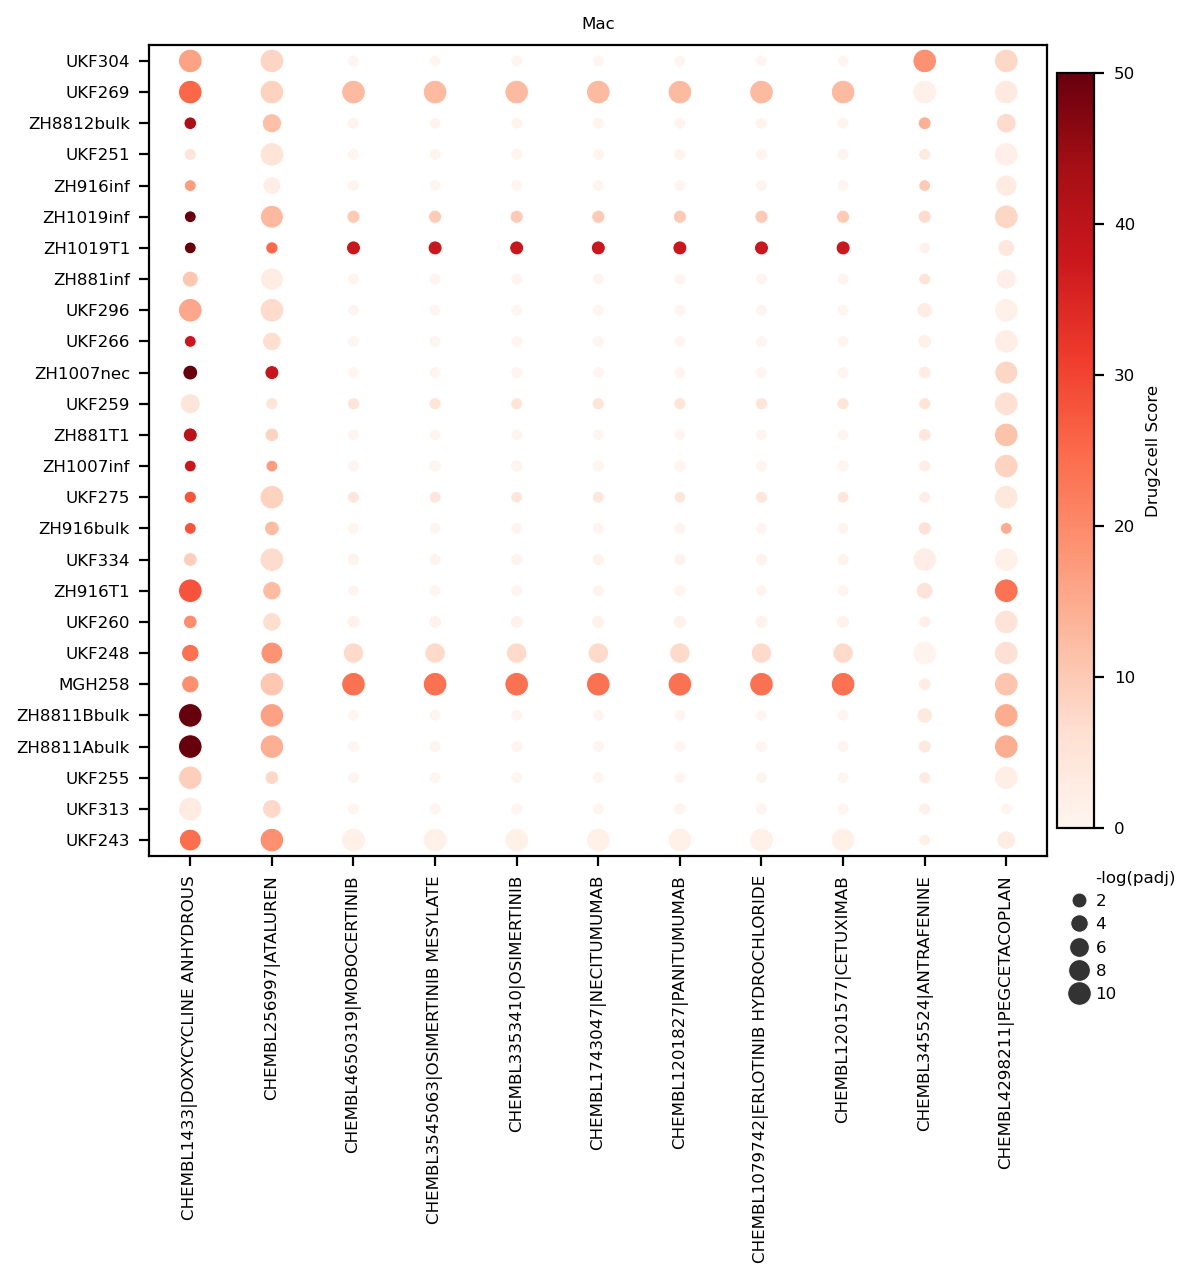 Mac
UKF304
UKF269
ZH8812bulk
UKF251
ZH916inf
ZH1019inf
ZH1019T1
ZH881inf
UKF296
UKF266
ZH1007nec
UKF259
ZH881T1
ZH1007inf
UKF275
ZH916bulk
UKF334
ZH916T1
UKF260
UKF248
MGH258
ZH8811Bbulk
ZH8811Abulk
UKF255
UKF313
UKF243
CHEMBL1433|DOXYCYCLINE ANHYDROUS
CHEMBL256997|ATALUREN
CHEMBL4650319|MOBOCERTINIB
CHEMBL3545063|OSIMERTINIB MESYLATE
CHEMBL3353410|OSIMERTINIB
CHEMBL1743047|NECITUMUMAB
CHEMBL1201827|PANITUMUMAB
CHEMBL1079742|ERLOTINIB HYDROCHLORIDE
CHEMBL1201577|CETUXIMAB
CHEMBL345524|ANTRAFENINE
CHEMBL4298211|PEGCETACOPLAN
50
40
30
20
10
0
Drug2cell Score
-log(padj)
2
4
6
8
10